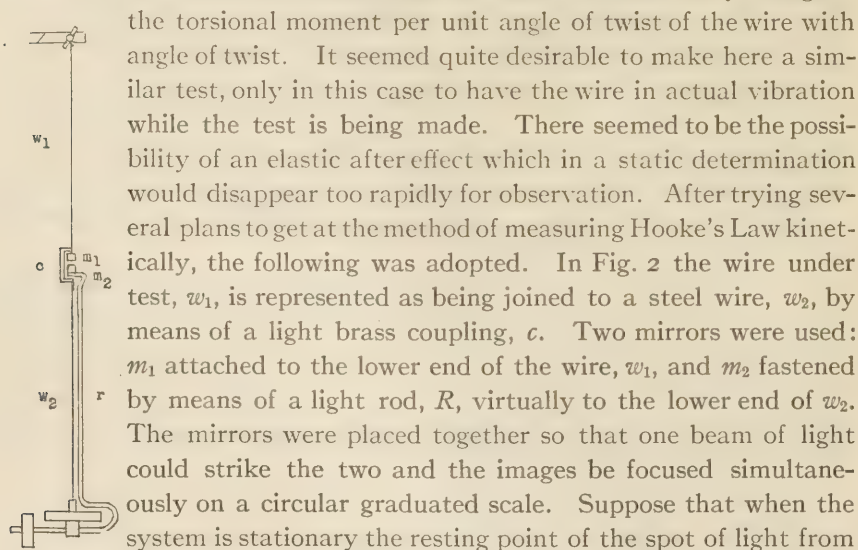 the torsional moment per unit angle of twist of the wire with
angle of twist. It seemed quite desirable to make here a sim-
ilar test, only in this case to have the wire in actual vibration
while the test is being made. There seemed to be the possi-
bility of an elastic after effect which in a static determination
would disappear too rapidly for observation. After trying sev-
eral plans to get at the method of measuring Hooke's Law kinet-
ically, the following was adopted. In Fig. 2 the wire under
test, w₁, is represented as being joined to a steel wire, w₂, by
means of a light brass coupling, c. Two mirrors were used:
m₁ attached to the lower end of the wire, w₁, and m₂ fastened
by means of a light rod, R, virtually to the lower end of w₂.
The mirrors were placed together so that one beam of light
could strike the two and the images be focused simultane-
ously on a circular graduated scale. Suppose that when the
system is stationary the resting point of the spot of light from
w₁
c
m₁
m₂
w₂
r